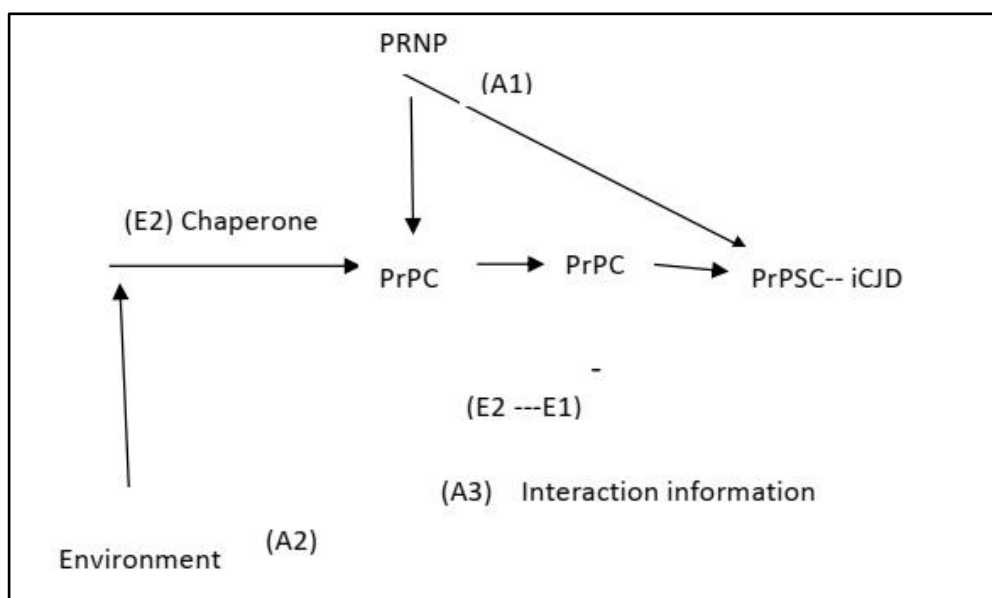 PRNP
(A1)
(E2) Chaperone
PrPC
PrPC
PrPSC-- iCJD
-
(E2 ---E1)
(A3) Interaction information
Environment
(A2)